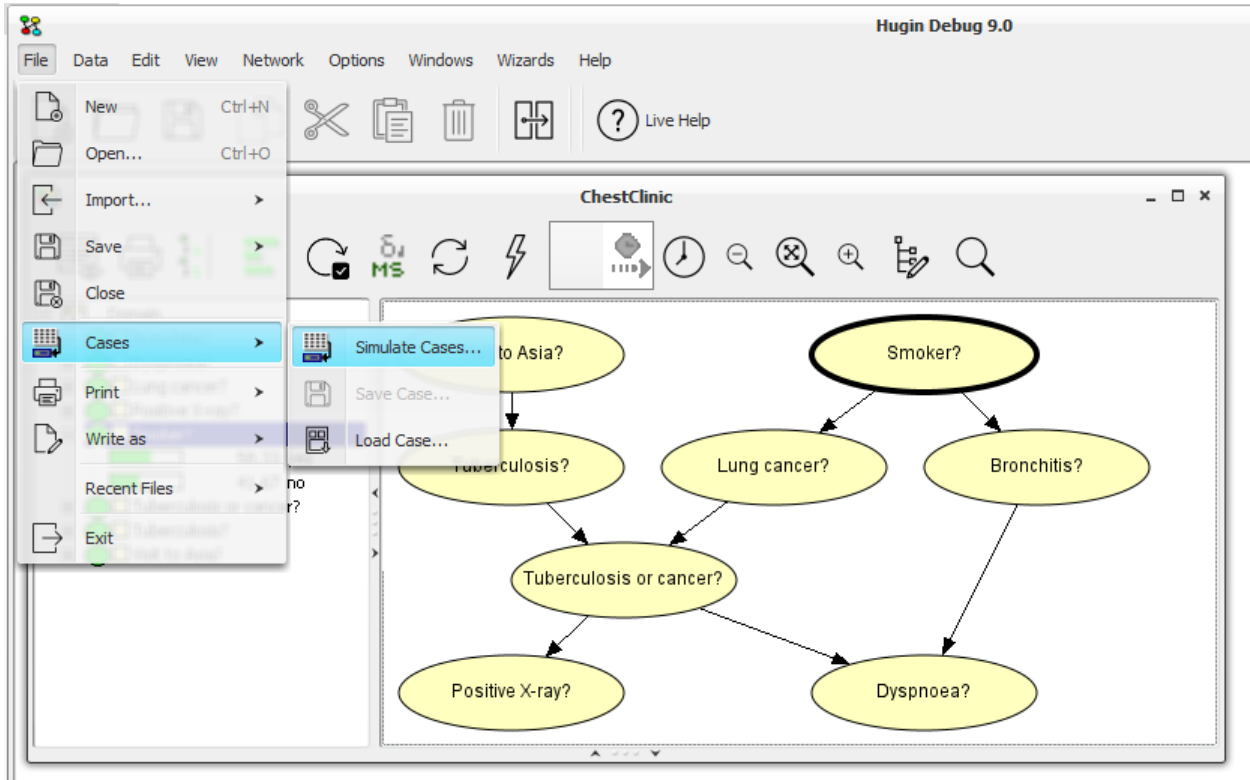 Hugin Debug 9.0
File Data Edit View Network Options Windows Wizards Help
New Ctrl+N
Live Help
Open... Ctrl+O
Import...
ChestClinic
Save
δ
MS
Close
Cases
Simulate Cases...
to Asia?
Smoker?
Print
Save Case...
Write as
Load Case...
Tuberculosis?
Lung cancer?
Bronchitis?
Recent Files
no
r?
Exit
Tuberculosis or cancer?
Positive X-ray?
Dyspnoea?